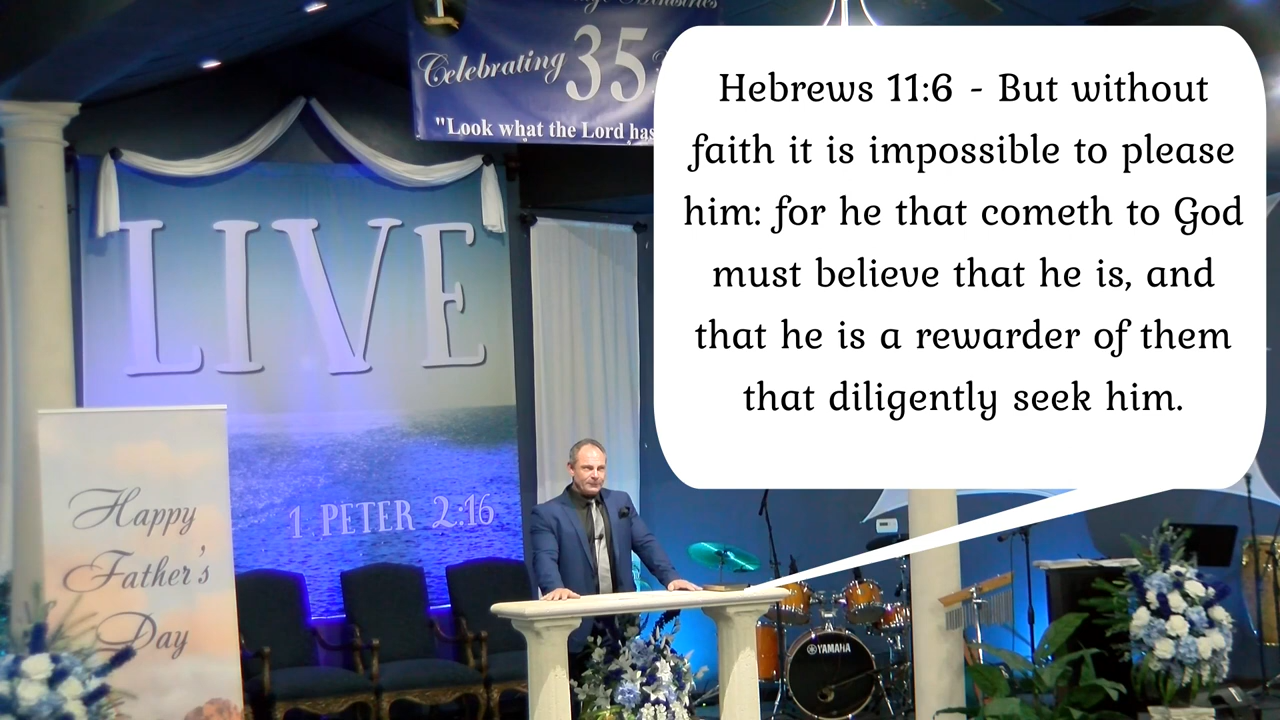 Ministries
Celebrating 35
"Look what the Lord has
Hebrews 11:6 - But without
faith it is impossible to please
him: for he that cometh to God
must believe that he is, and
that he is a rewarder of them
that diligently seek him.
LIVE
1 PETER 2:16
Happy
Father's
Day
YAMAHA